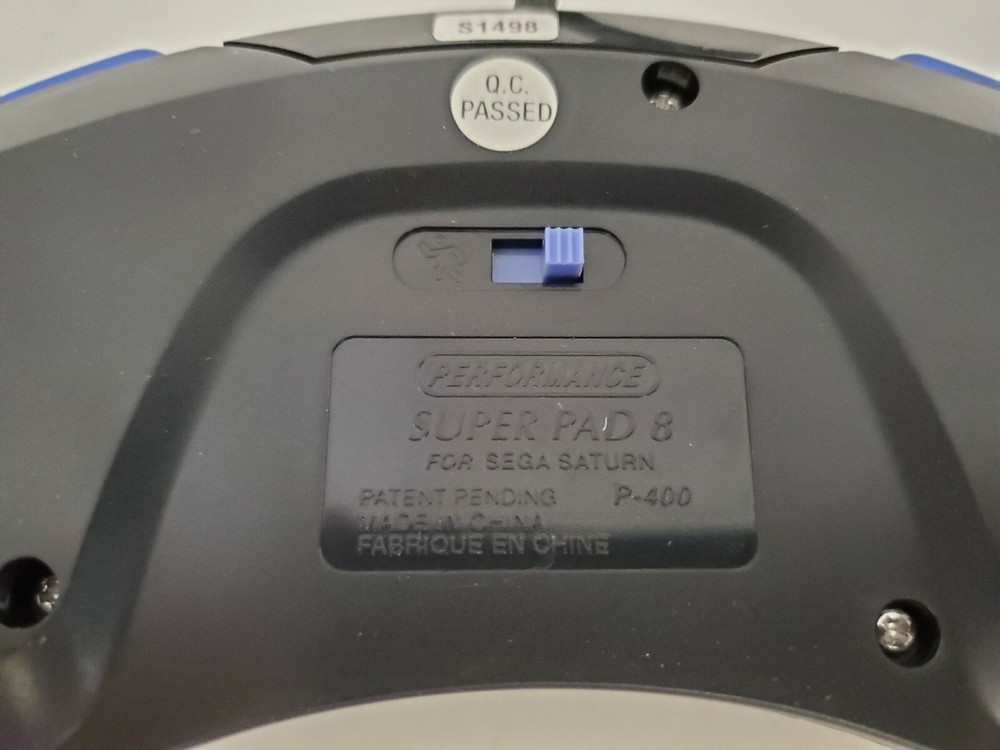 S1498
Q.C.
PASSED
PERFORMANCE
SUPER PAD 8
FOR SEGA SATURN
PATENT PENDING P-400
MADE IN CHINA
FABRIQUE EN CHINE